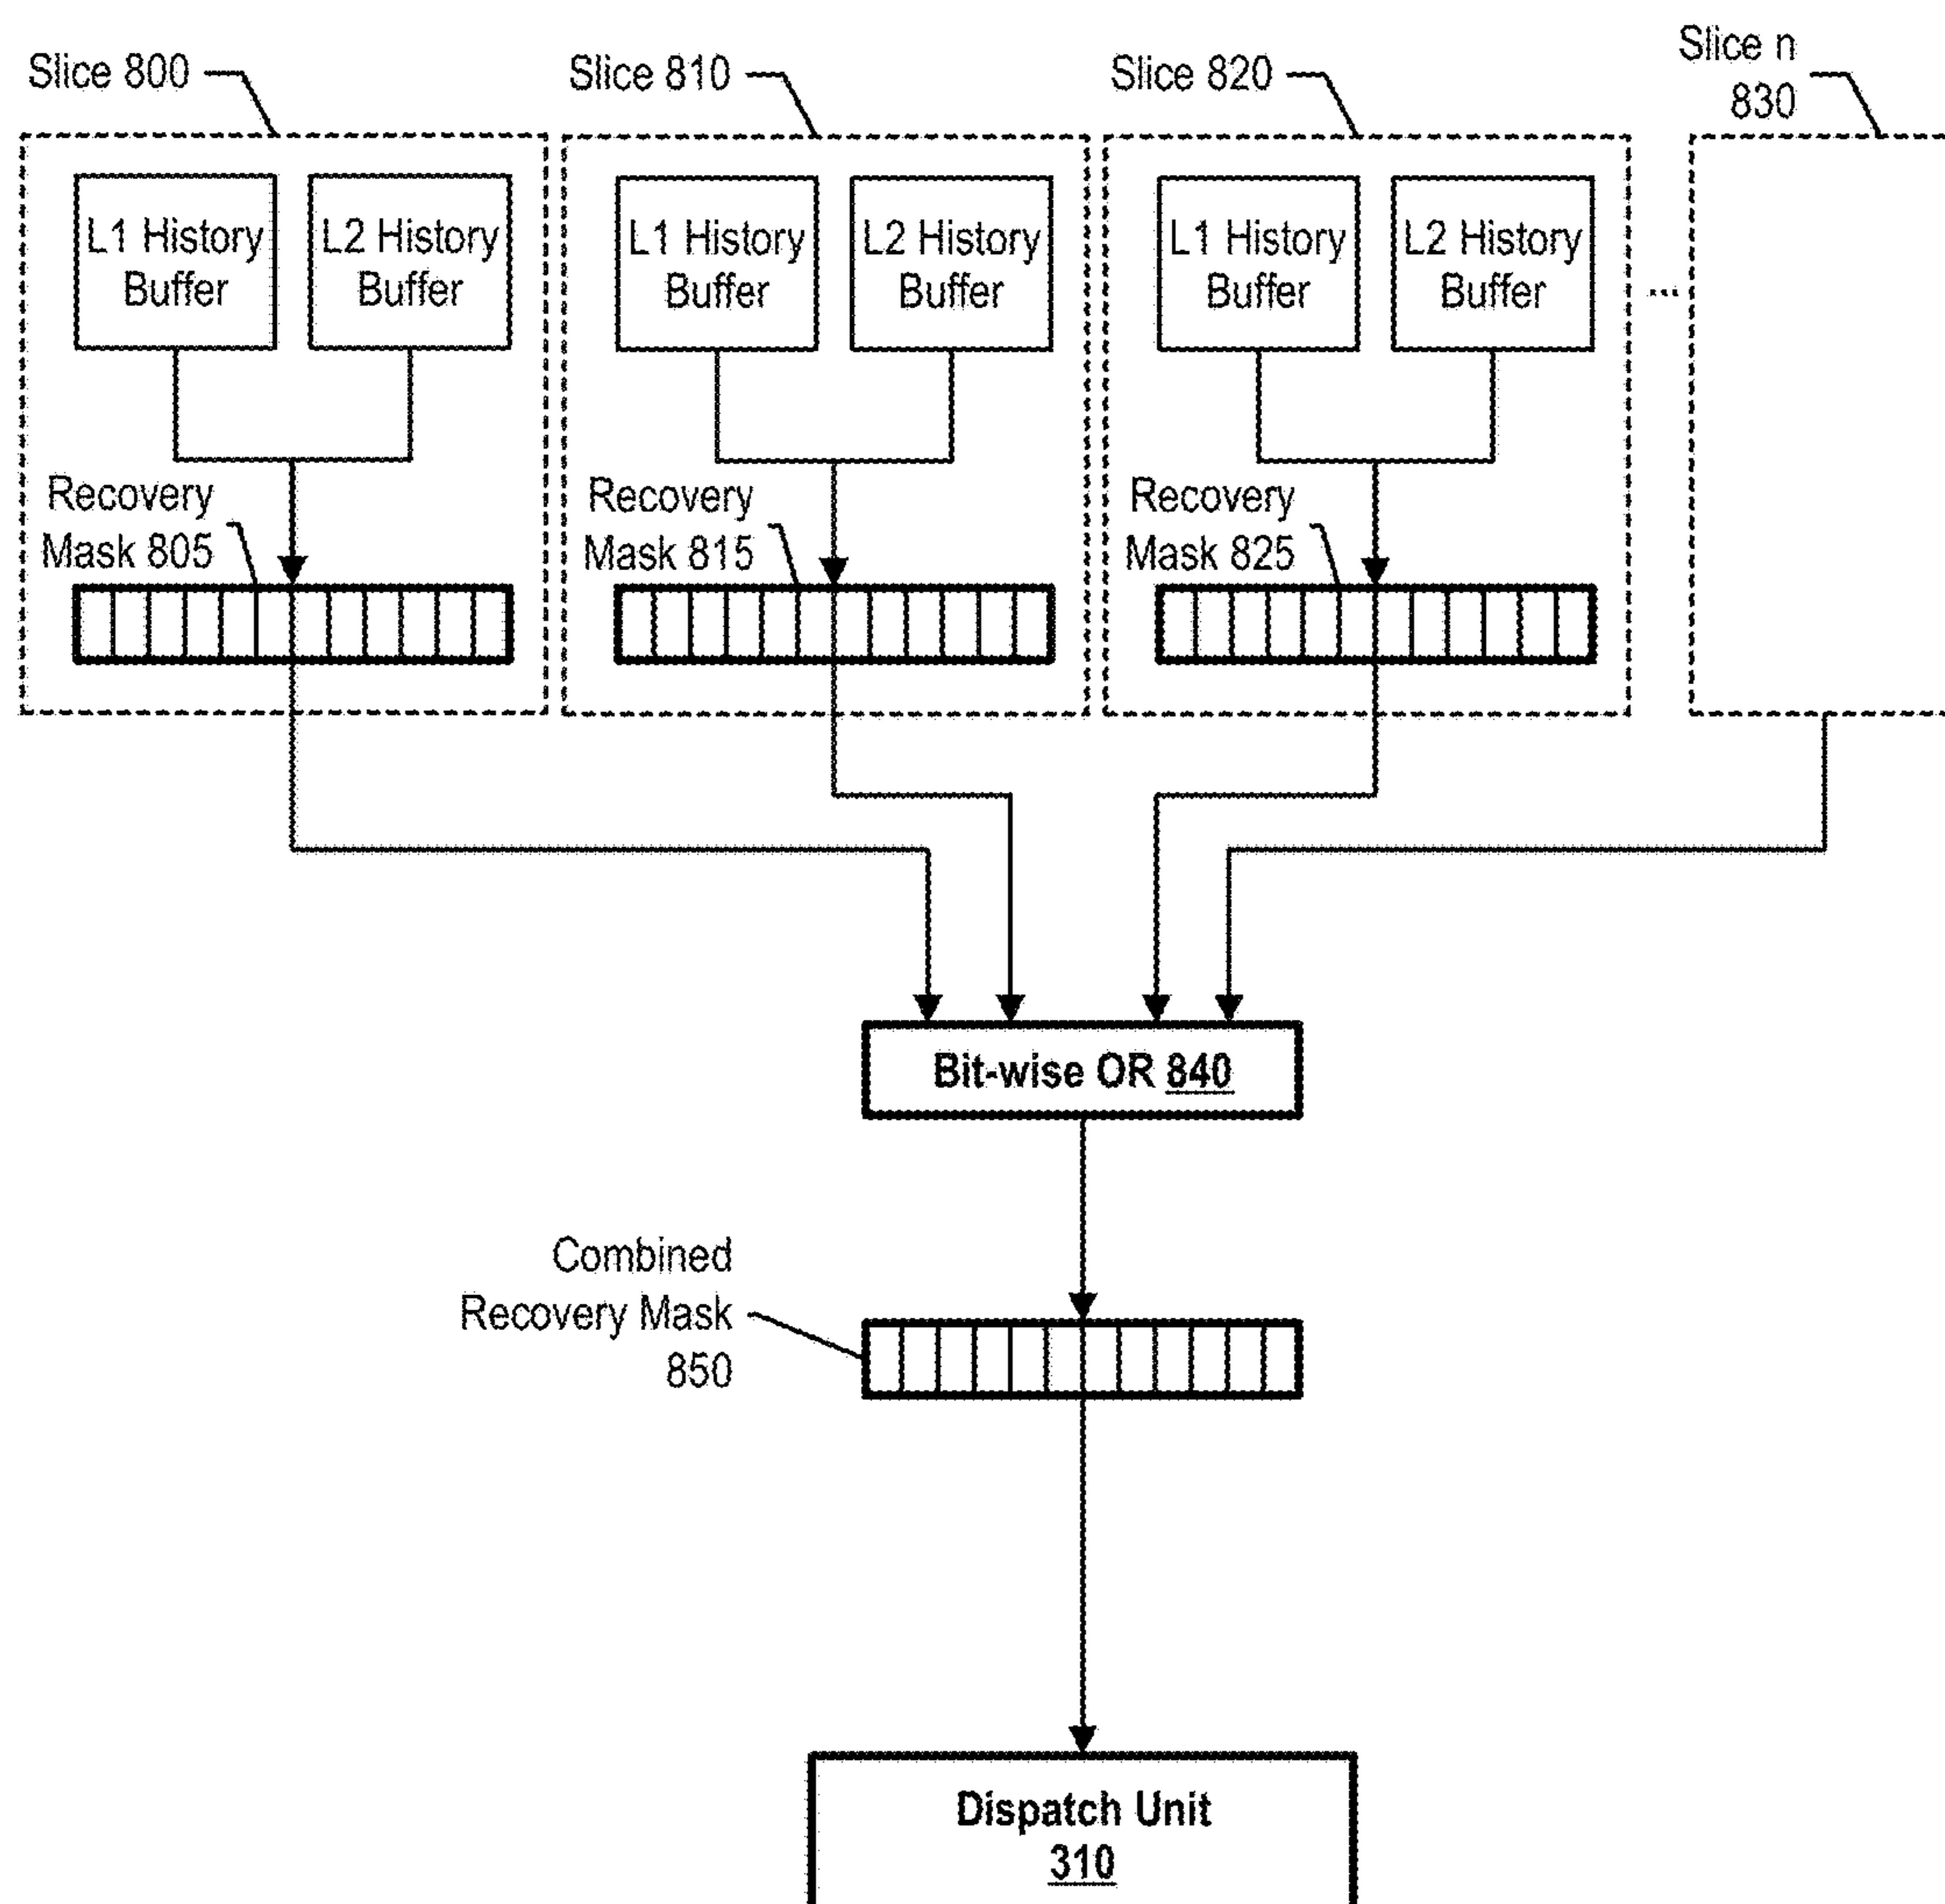 Slice 800
Slice 810
Slice 820
Slice n
830
L1 History
Buffer
L2 History
Buffer
L1 History
Buffer
L2 History
Buffer
L1 History
Buffer
L2 History
Buffer
...
Recovery
Mask 805
Recovery
Mask 815
Recovery
Mask 825
Bit-wise OR 840
Combined
Recovery Mask
850
Dispatch Unit
310